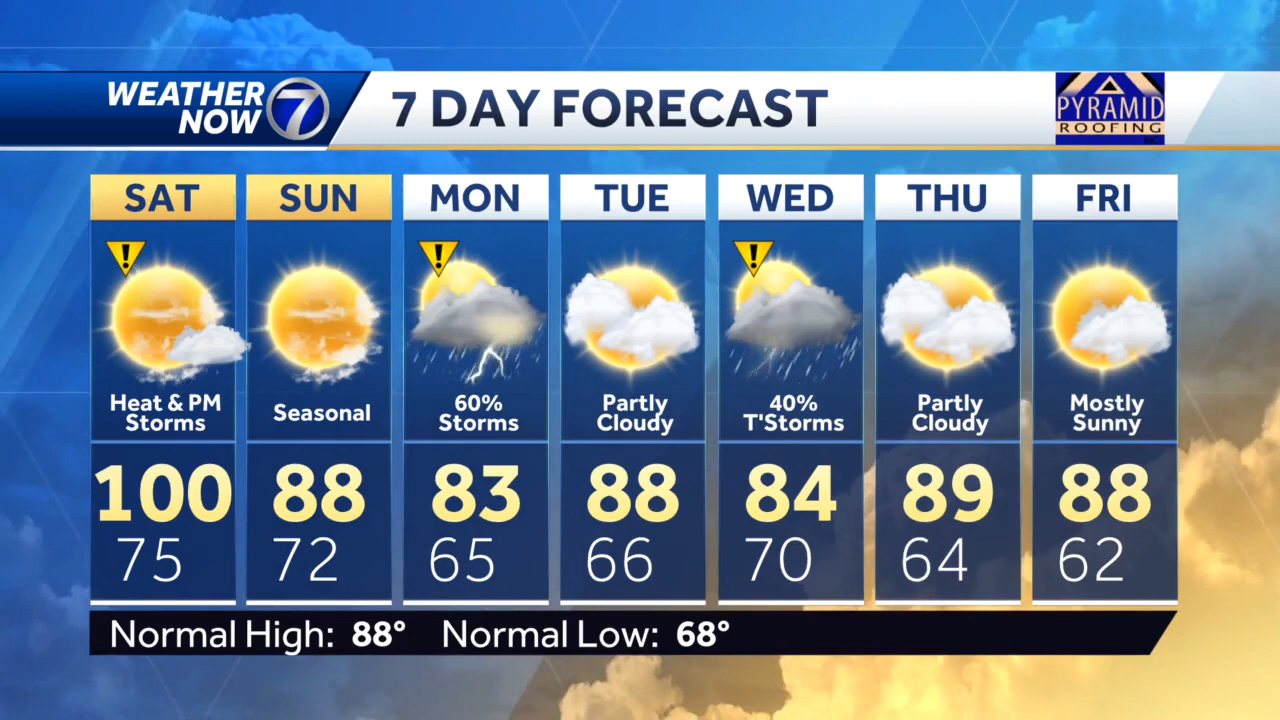 WEATHER
NOW 7
7 DAY FORECAST
PYRAMID
ROOFING
SAT
SUN
MON
TUE
WED
THU
FRI
!
!
!
Heat & PM
Storms
Seasonal
60%
Storms
Partly
Cloudy
40%
T'Storms
Partly
Cloudy
Mostly
Sunny
100
88
83
88
84
89
88
75
72
65
66
70
64
62
Normal High: 88° Normal Low: 68°